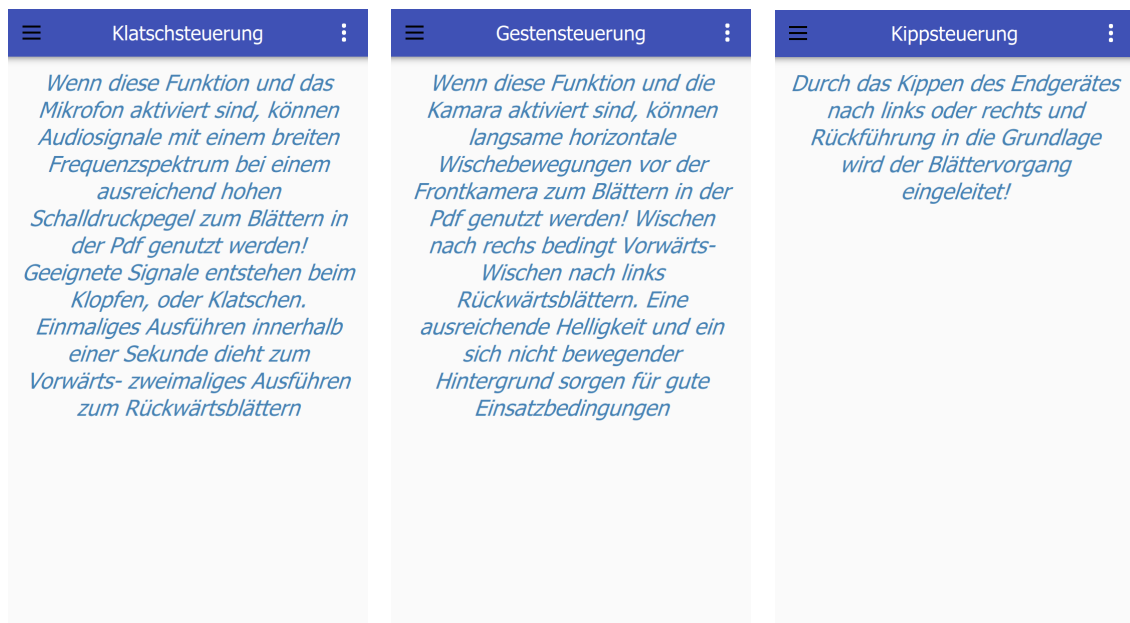 Klatschsteuerung
Wenn diese Funktion und das
Mikrofon aktiviert sind, können
Audiosignale mit einem breiten
Frequenzspektrum bei einem
ausreichend hohen
Schalldruckpegel zum Blättern in
der Pdf genutzt werden!
Geeignete Signale entstehen beim
Klopfen, oder Klatschen.
Einmaliges Ausführen innerhalb
einer Sekunde dieht zum
Vorwärts- zweimaliges Ausführen
zum Rückwärtsblättern
Gestensteuerung
Wenn diese Funktion und die
Kamara aktiviert sind, können
langsame horizontale
Wischebewegungen vor der
Frontkamera zum Blättern in der
Pdf genutzt werden! Wischen
nach rechs bedingt Vorwärts-
Wischen nach links
Rückwärtsblättern. Eine
ausreichende Helligkeit und ein
sich nicht bewegender
Hintergrund sorgen für gute
Einsatzbedingungen
Kippsteuerung
Durch das Kippen des Endgerätes
nach links oder rechts und
Rückführung in die Grundlage
wird der Blättervorgang
eingeleitet!